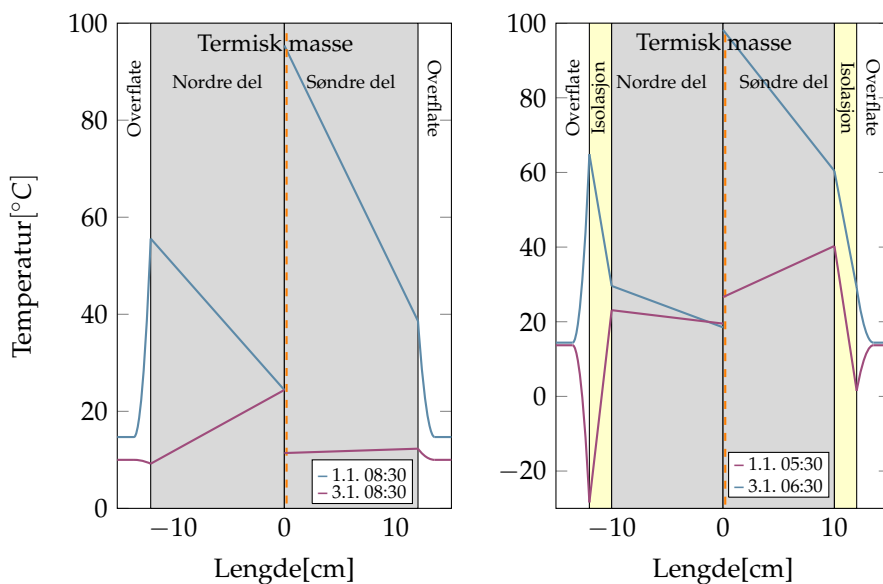 Termisk masse
Nordre del
Søndre del
Overflate
Overflate
100
80
60
40
20
0
Temperatur[°C]
−10
0
10
Lengde[cm]
1.1. 08:30
3.1. 08:30
Termisk masse
Nordre del
Søndre del
Overflate
Isolasjon
Isolasjon
Overflate
100
80
60
40
20
0
−20
−10
0
10
Lengde[cm]
1.1. 05:30
3.1. 06:30